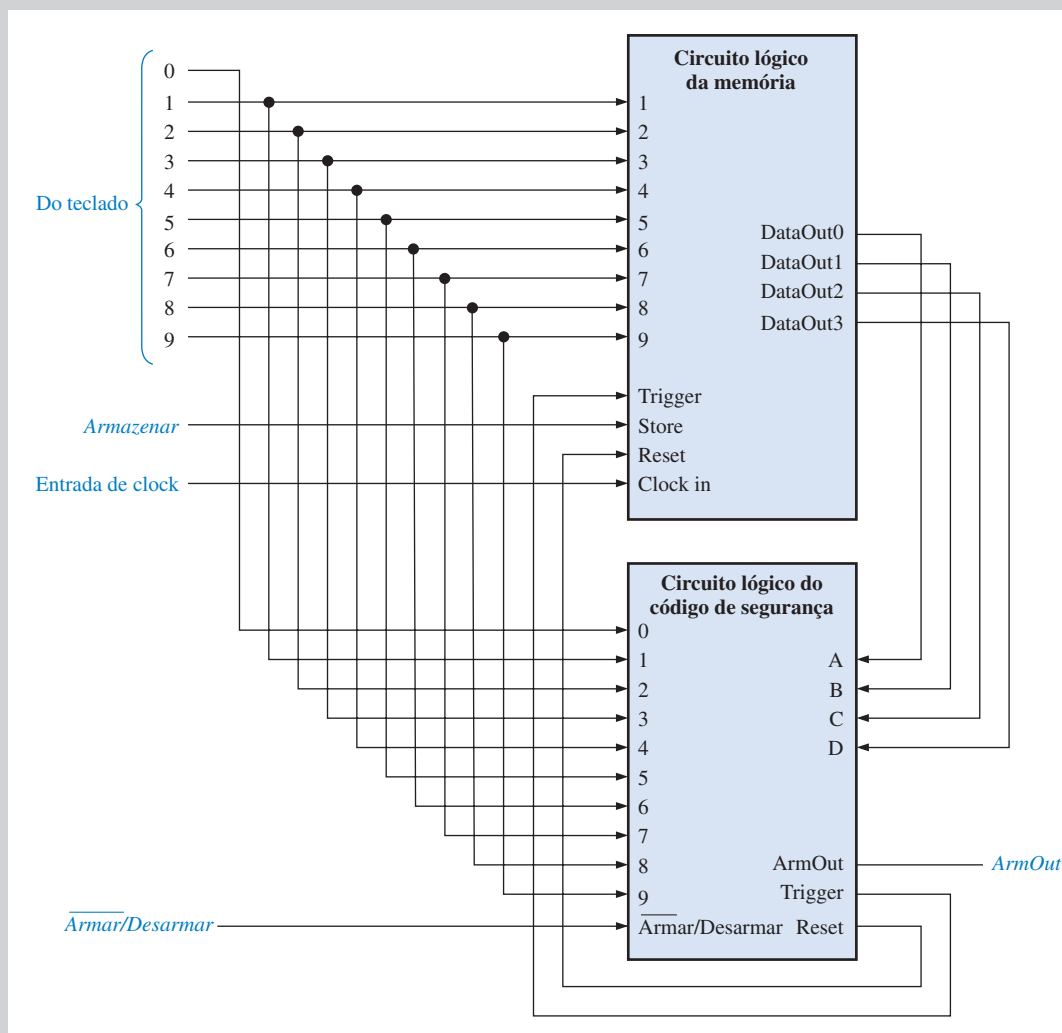 Do teclado
0
1
2
3
4
5
6
7
8
9
Armazenar
Entrada de clock
Circuito lógico
da memória
1
2
3
4
5
6
7
8
9
Trigger
Store
Reset
Clock in
DataOut0
DataOut1
DataOut2
DataOut3
Circuito lógico do
código de segurança
0
1
2
3
4
5
6
7
8
9
Armar/Desarmar
A
B
C
D
ArmOut
Trigger
Reset
ArmOut
Armar/Desarmar